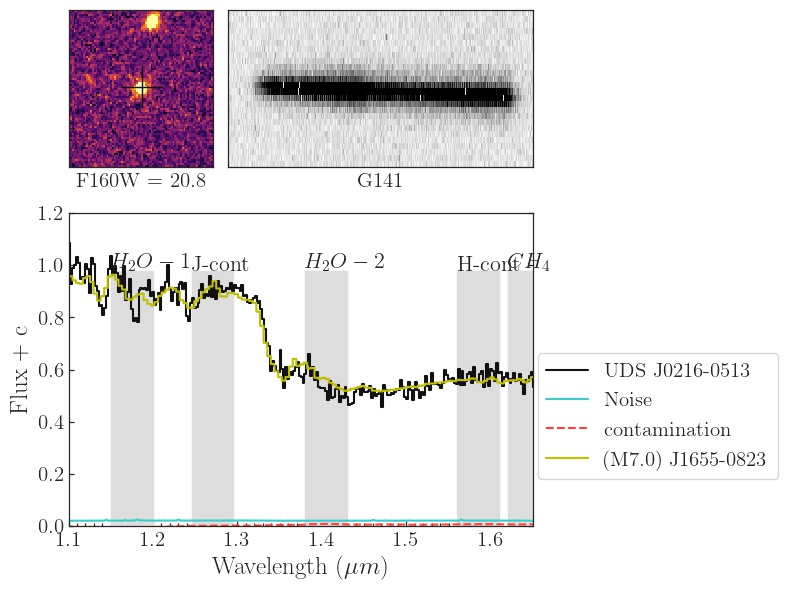 F160W = 20.8
G141
1.2
1.0
0.8
0.6
0.4
0.2
0.0
Flux + c
H₂O − 1
J-cont
H₂O − 2
H-cont
CH₄
1.1
1.2
1.3
1.4
1.5
1.6
Wavelength (μm)
UDS J0216-0513
Noise
contamination
(M7.0) J1655-0823